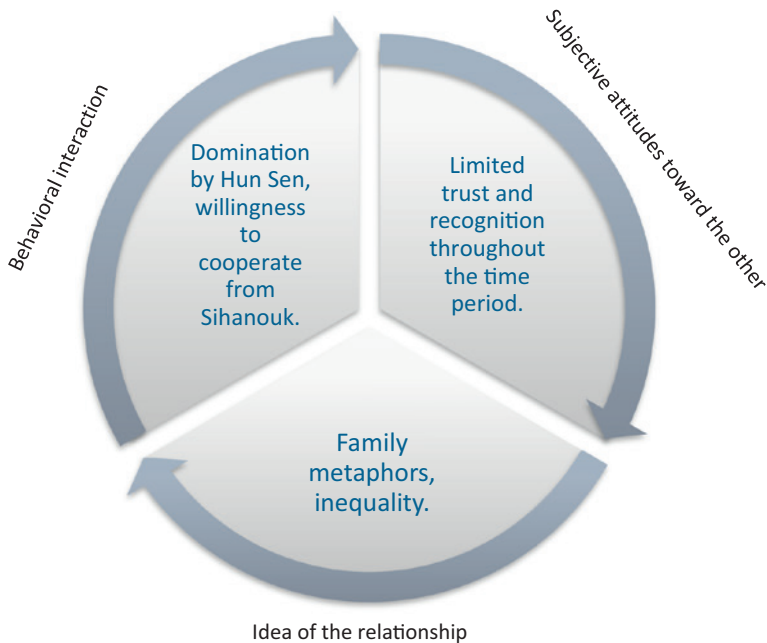 Behavioral interaction
Domination
by Hun Sen,
willingness
to
cooperate
from
Sihanouk.
Subjective attitudes toward the other
Limited
trust and
recognition
throughout
the time
period.
Family
metaphors,
inequality.
Idea of the relationship